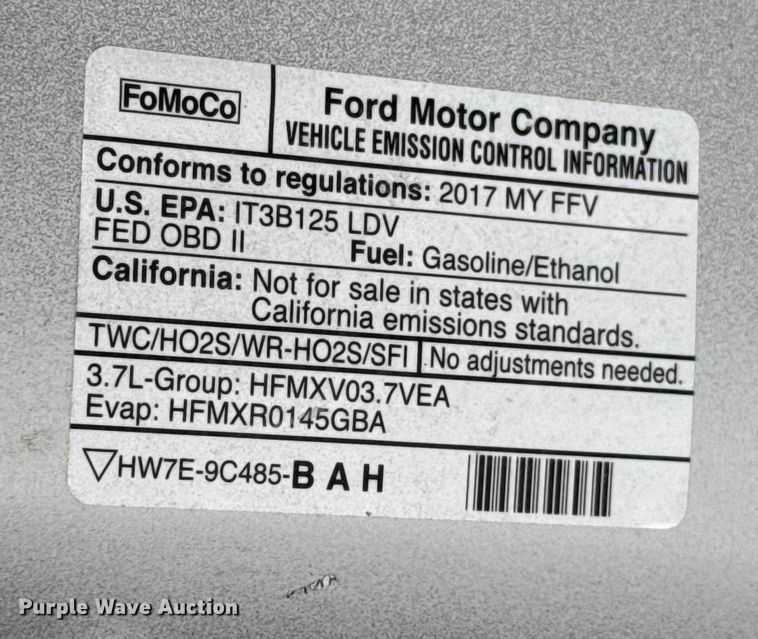 FoMoCo
Ford Motor Company
VEHICLE EMISSION CONTROL INFORMATION
Conforms to regulations: 2017 MY FFV
U.S. EPA: IT3B125 LDV
FED OBD II Fuel: Gasoline/Ethanol
California: Not for sale in states with
California emissions standards.
TWC/HO2S/WR-HO2S/SFI No adjustments needed.
3.7L-Group: HFMXV03.7VEA
Evap: HFMXR0145GBA
HW7E-9C485-BAH
Purple Wave Auction